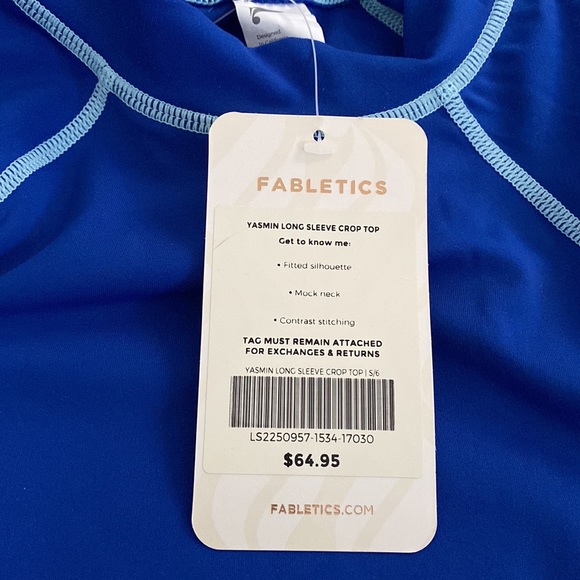 Designed
FABLETICS
YASMIN LONG SLEEVE CROP TOP
Get to know me:
• Fitted silhouette
• Mock neck
• Contrast stitching
TAG MUST REMAIN ATTACHED
FOR EXCHANGES & RETURNS
YASMIN LONG SLEEVE CROP TOP | S/6
LS2250957-1534-17030
$64.95
FABLETICS.COM